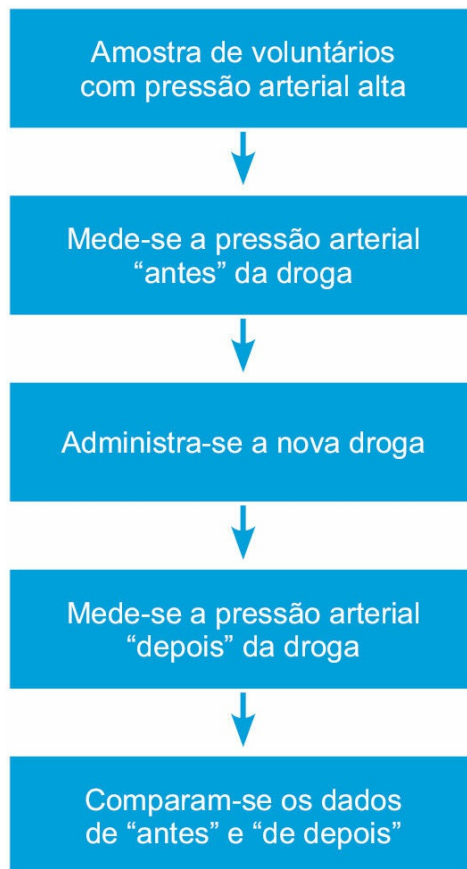 Amostra de voluntários
com pressão arterial alta
Mede-se a pressão arterial
“antes” da droga
Administra-se a nova droga
Mede-se a pressão arterial
“depois” da droga
Comparam-se os dados
de “antes” e “de depois”